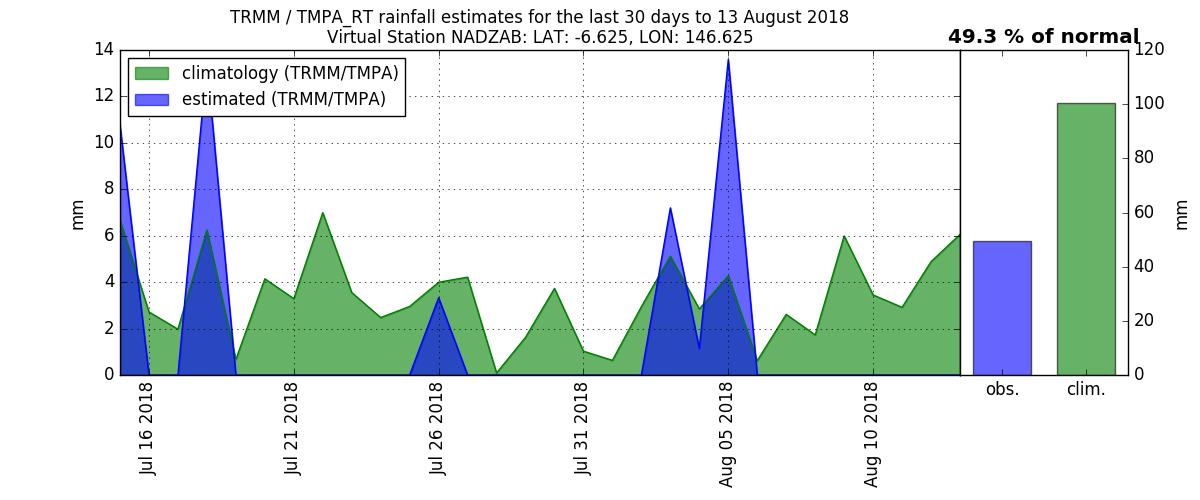 TRMM / TMPA_RT rainfall estimates for the last 30 days to 13 August 2018
Virtual Station NADZAB: LAT: -6.625, LON: 146.625
49.3 % of normal
climatology (TRMM/TMPA)
estimated (TRMM/TMPA)
mm
14
12
10
8
6
4
2
0
Jul 16 2018
Jul 21 2018
Jul 26 2018
Jul 31 2018
Aug 05 2018
Aug 10 2018
120
100
80
60
40
20
0
mm
obs.
clim.